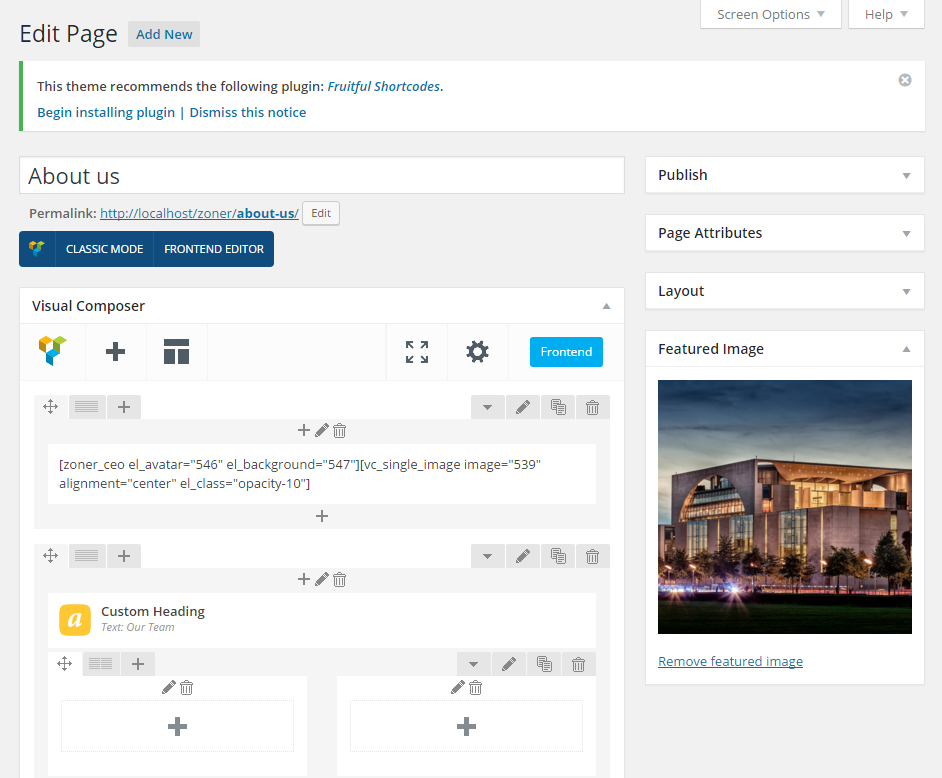 Screen Options
Help
Edit Page
Add New
This theme recommends the following plugin: Fruitful Shortcodes.
Begin installing plugin | Dismiss this notice
About us
Permalink: http://localhost/zoner/about-us/ Edit
CLASSIC MODE FRONTEND EDITOR
Visual Composer
Frontend
[zoner_ceo el_avatar="546" el_background="547"][vc_single_image image="539"
alignment="center" el_class="opacity-10"]
a
Custom Heading
Text: Our Team
Publish
Page Attributes
Layout
Featured Image
Remove featured image